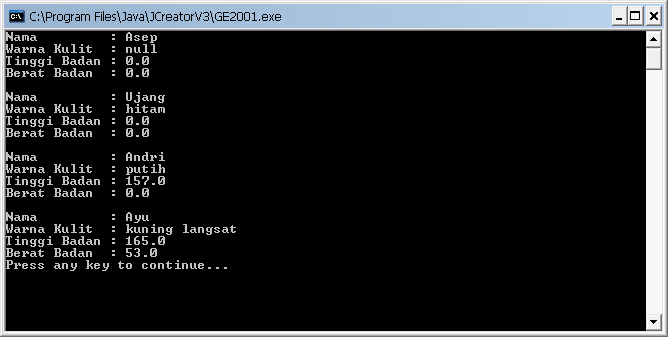 C:\Program Files\Java\JCreatorV3\GE2001.exe
Nama         : Asep
Warna Kulit  : null
Tinggi Badan : 0.0
Berat Badan  : 0.0

Nama         : Ujang
Warna Kulit  : hitam
Tinggi Badan : 0.0
Berat Badan  : 0.0

Nama         : Andri
Warna Kulit  : putih
Tinggi Badan : 157.0
Berat Badan  : 0.0

Nama         : Ayu
Warna Kulit  : kuning langsat
Tinggi Badan : 165.0
Berat Badan  : 53.0
Press any key to continue...